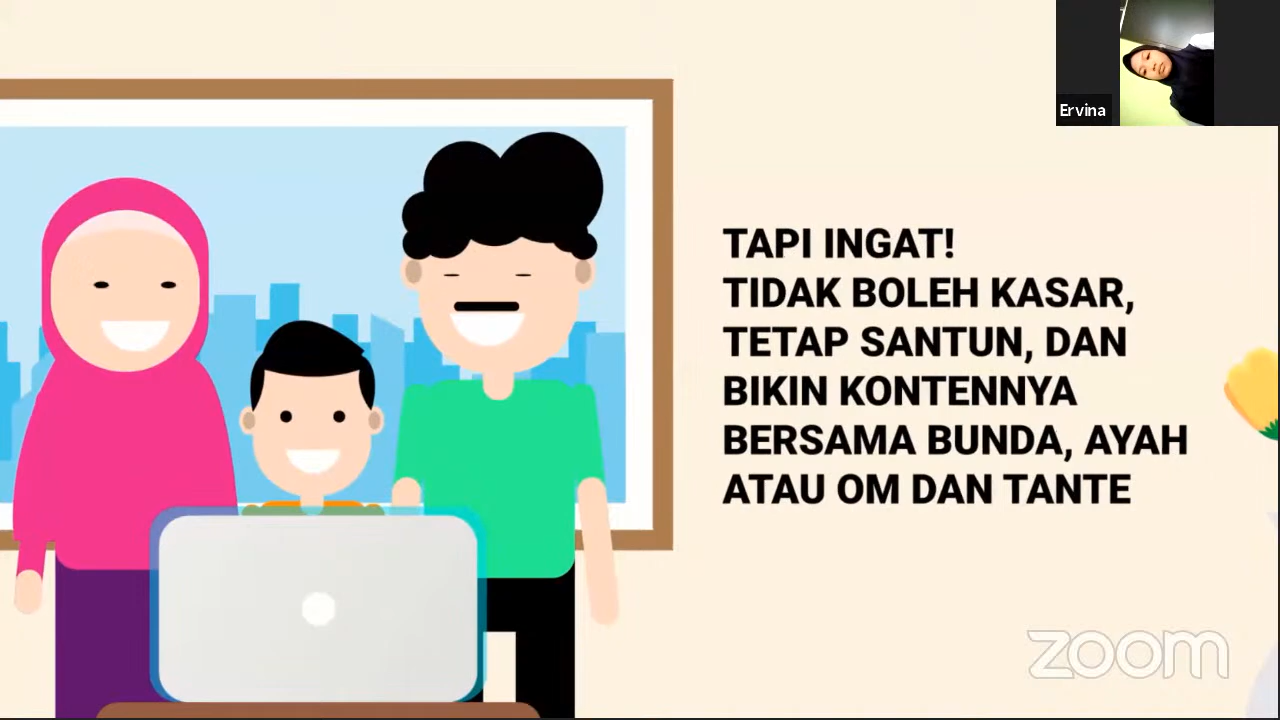 Ervina
TAPI INGAT!
TIDAK BOLEH KASAR,
TETAP SANTUN, DAN
BIKIN KONTENNYA
BERSAMA BUNDA, AYAH
ATAU OM DAN TANTE
zoom